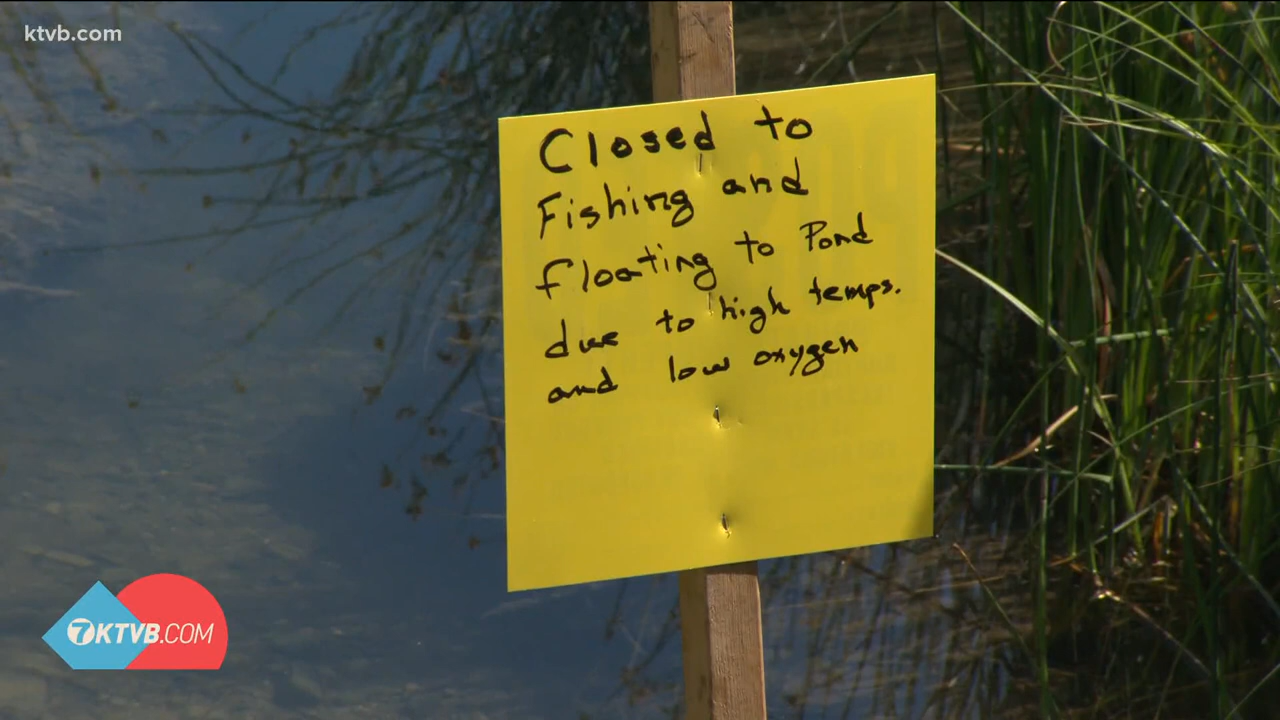 ktvb.com
Closed to
Fishing and
floating to Pond
due to high temps.
and low oxygen
7KTVB.COM